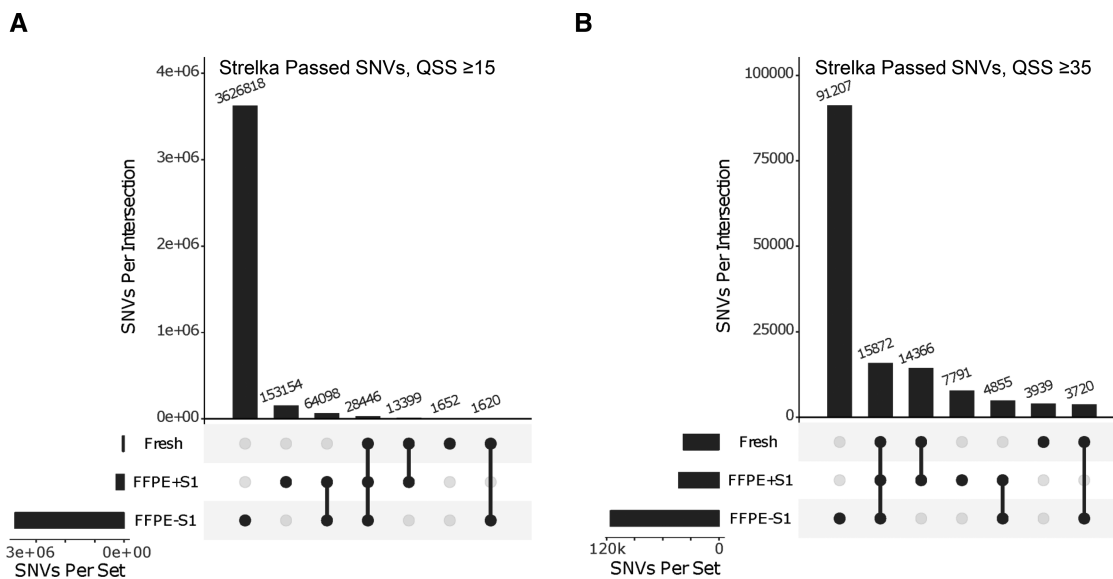 A
Strelka Passed SNVs, QSS ≥15
SNVs Per Intersection
4e+06
3e+06
2e+06
1e+06
0e+00
3626818
153154
64098
28446
13399
1652
1620
Fresh
FFPE+S1
FFPE-S1
3e+06
0e+00
SNVs Per Set
B
Strelka Passed SNVs, QSS ≥35
SNVs Per Intersection
100000
75000
50000
25000
0
91207
15872
14366
7791
4855
3939
3720
Fresh
FFPE+S1
FFPE-S1
120k
0
SNVs Per Set